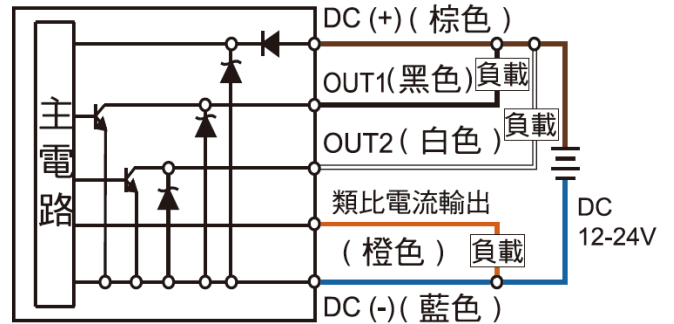 DC (+) ( 棕色 )
OUT1(黑色) 負載
OUT2 ( 白色 ) 負載
主電路
類比電流輸出
( 橙色 ) 負載
DC
12-24V
DC (-) ( 藍色 )